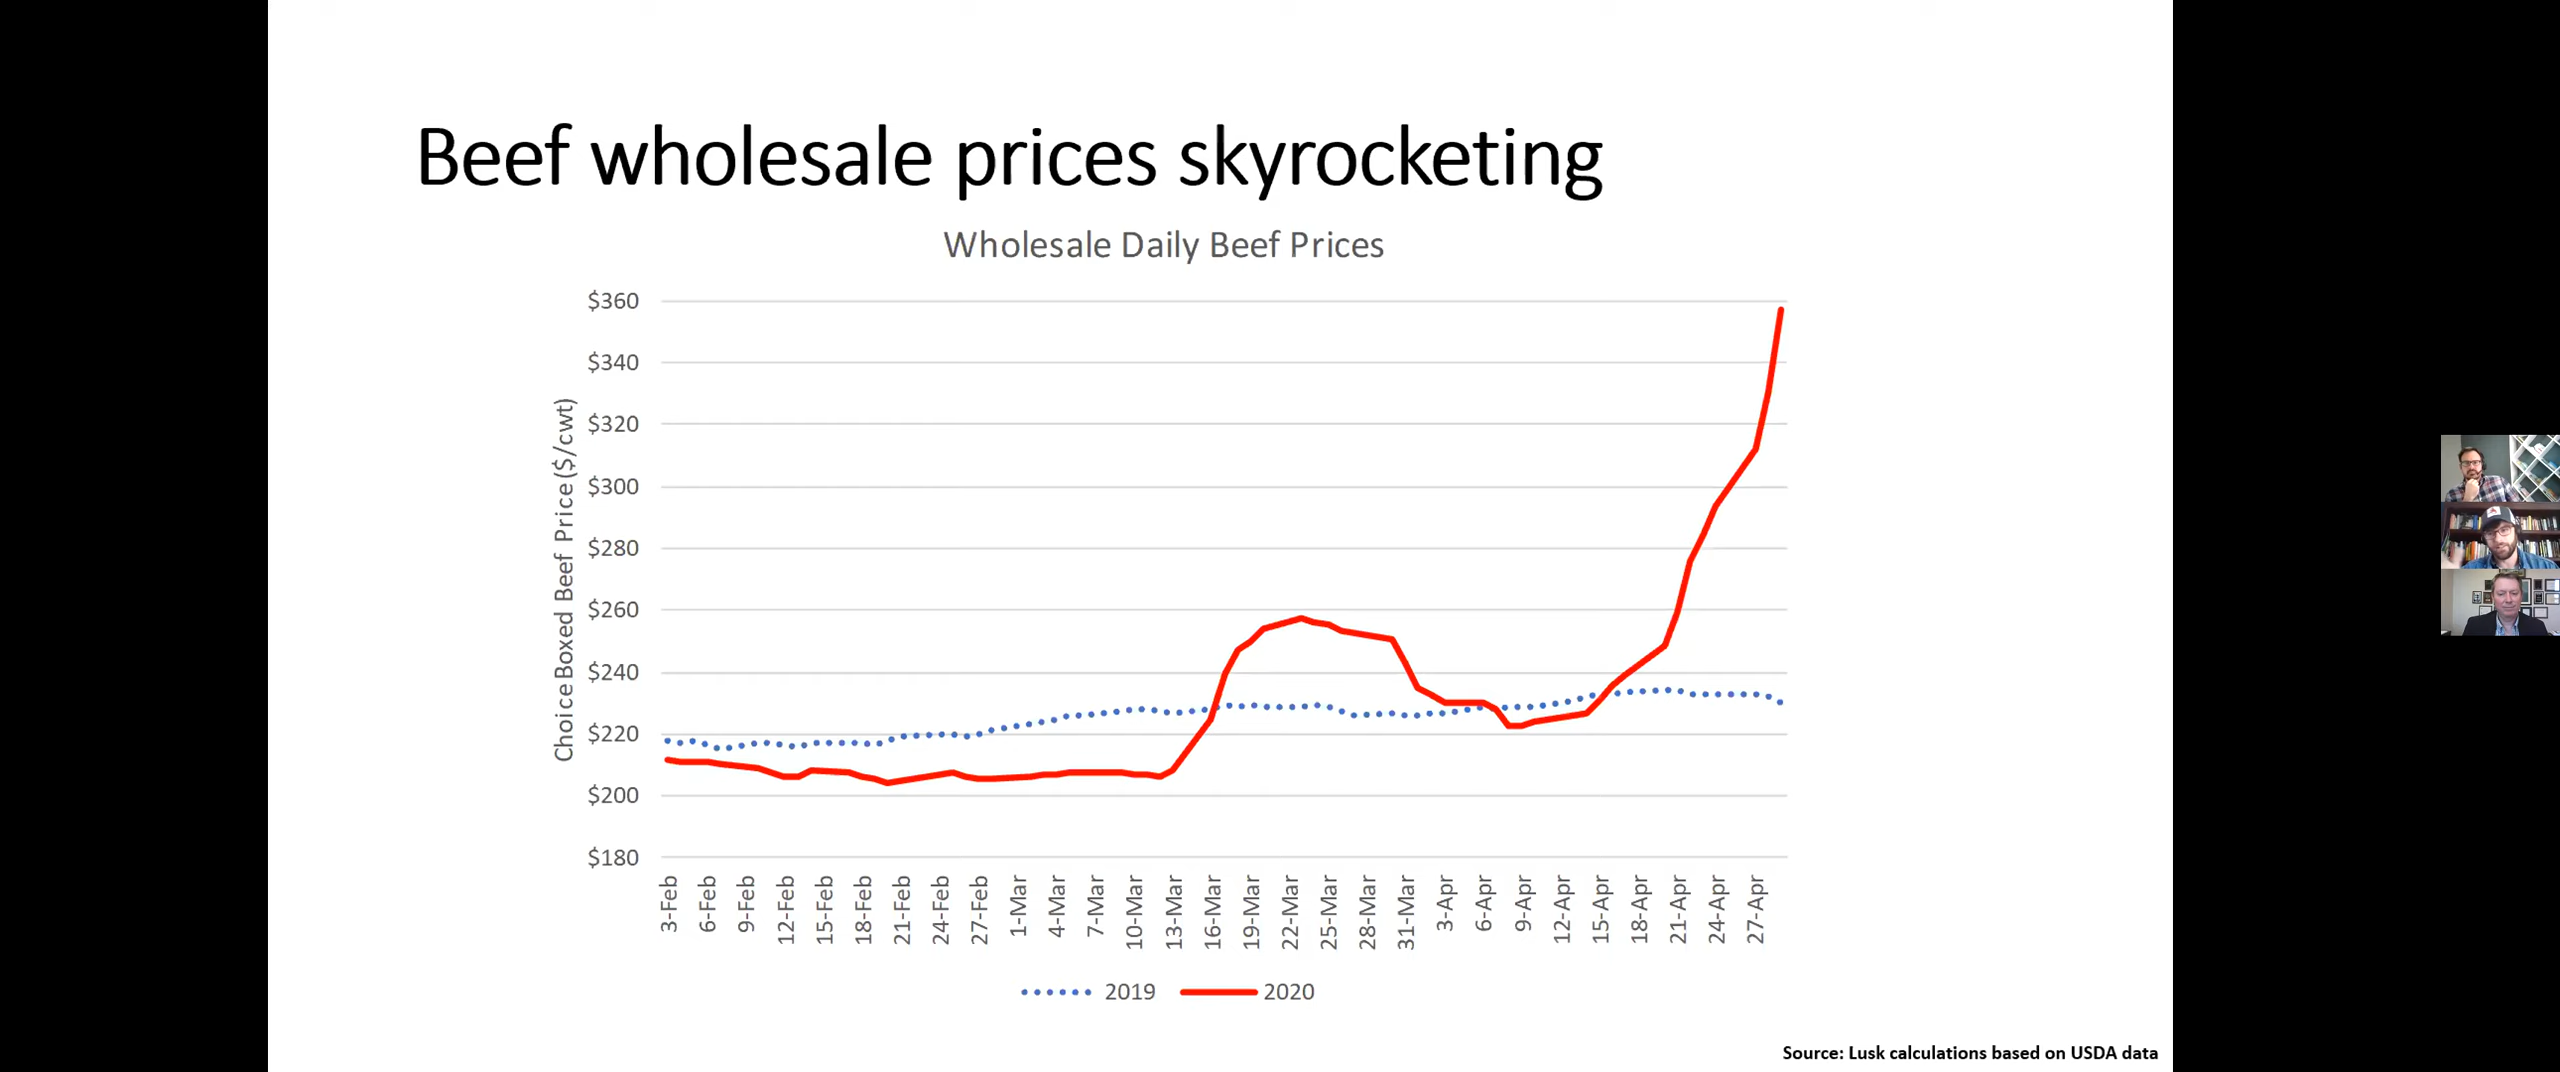 Beef wholesale prices skyrocketing
Wholesale Daily Beef Prices
Choice Boxed Beef Price ($/cwt)
$360
$340
$320
$300
$280
$260
$240
$220
$200
$180
3-Feb
6-Feb
9-Feb
12-Feb
15-Feb
18-Feb
21-Feb
24-Feb
27-Feb
1-Mar
4-Mar
7-Mar
10-Mar
13-Mar
16-Mar
19-Mar
22-Mar
25-Mar
28-Mar
31-Mar
3-Apr
6-Apr
9-Apr
12-Apr
15-Apr
18-Apr
21-Apr
24-Apr
27-Apr
2019 2020
Source: Lusk calculations based on USDA data